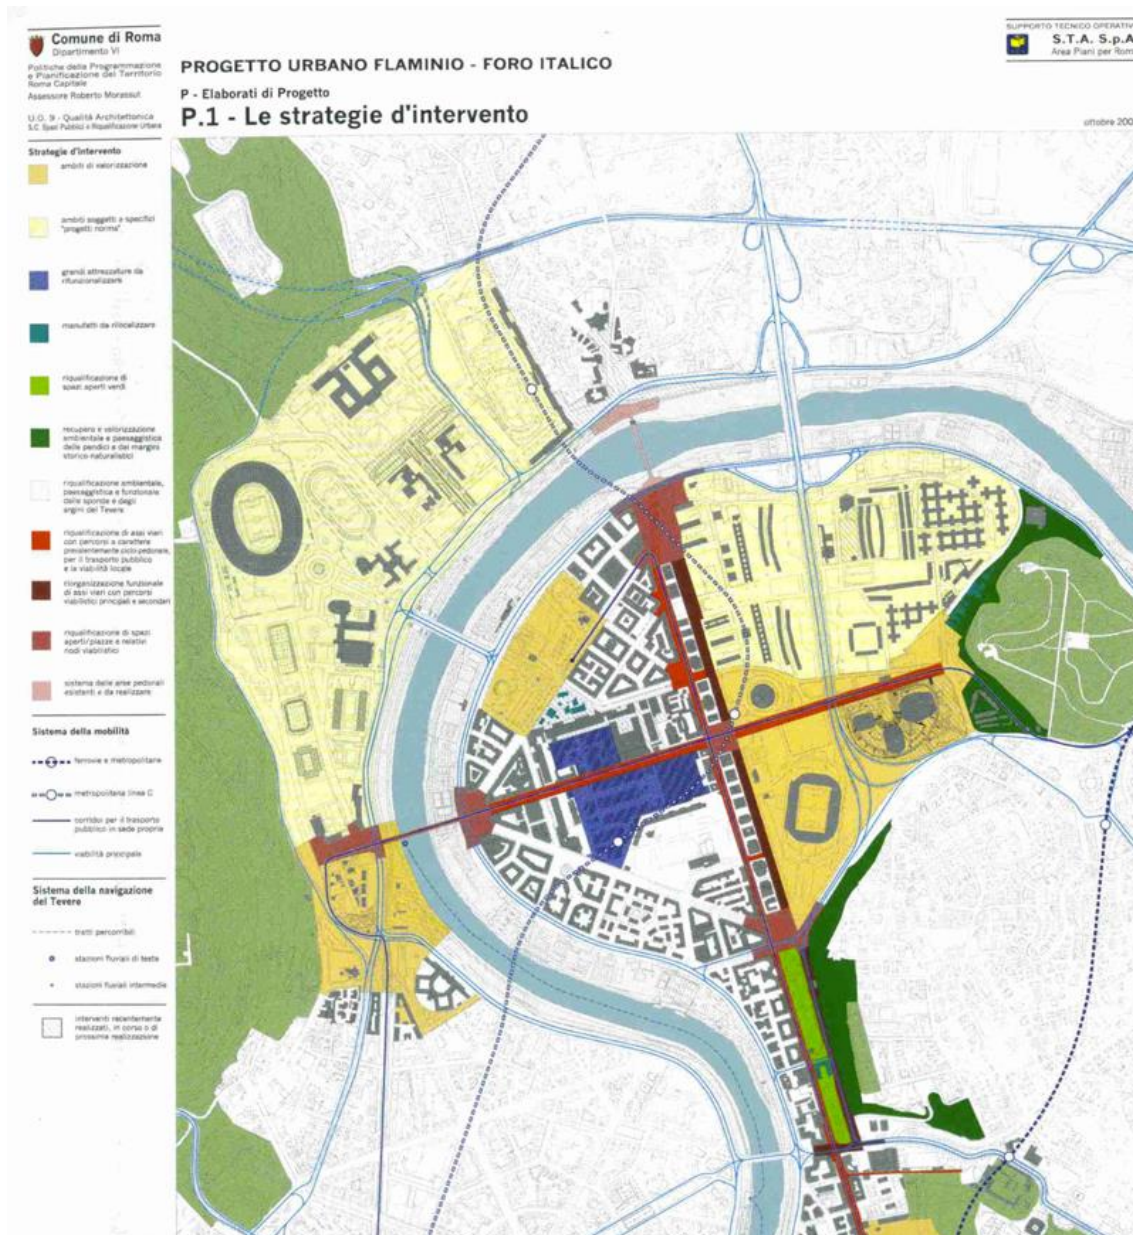 Comune di Roma
Dipartimento VI
Politiche della Programmazione
e Pianificazione del Territorio
Roma Capitale
Assessore Roberto Morassut
U.O. 9 - Qualità Architettonica
S.C. Spazi Pubblici e Riqualificazione Urbana
PROGETTO URBANO FLAMINIO - FORO ITALICO
P - Elaborati di Progetto
P.1 - Le strategie d'intervento
SUPPORTO TECNICO OPERATIV
S.T.A. S.p.A
Area Piani per Rom
ottobre 200
Strategie d'intervento
ambiti di valorizzazione
ambiti soggetti a specifici
"progetti norma"
grandi attrezzature da
rifunzionalizzare
manufatti da rilocalizzare
riqualificazione di
spazi aperti verdi
recupero e valorizzazione
ambientale e paesaggistica
delle pendici e dei margini
storico naturalistici
riqualificazione ambientale,
paesaggistica e funzionale
delle sponde e degli
argini del Tevere
riqualificazione di assi viari
con percorsi a carattere
prevalentemente ciclo pedonale,
per il trasporto pubblico
e la viabilità locale
riorganizzazione funzionale
di assi viari con percorsi
viabilistici principali e secondari
riqualificazione di spazi
aperti/piazze e relativi
nodi viabilistici
sistema delle aree pedonali
esistenti e da realizzare
Sistema della mobilità
ferrovie e metropolitane
metropolitana linea C
corridoi per il trasporto
pubblico in sede propria
viabilità principale
Sistema della navigazione
del Tevere
tratti percorribili
stazioni fluviali di testa
stazioni fluviali intermedie
interventi recentemente
realizzati, in corso o di
prossima realizzazione